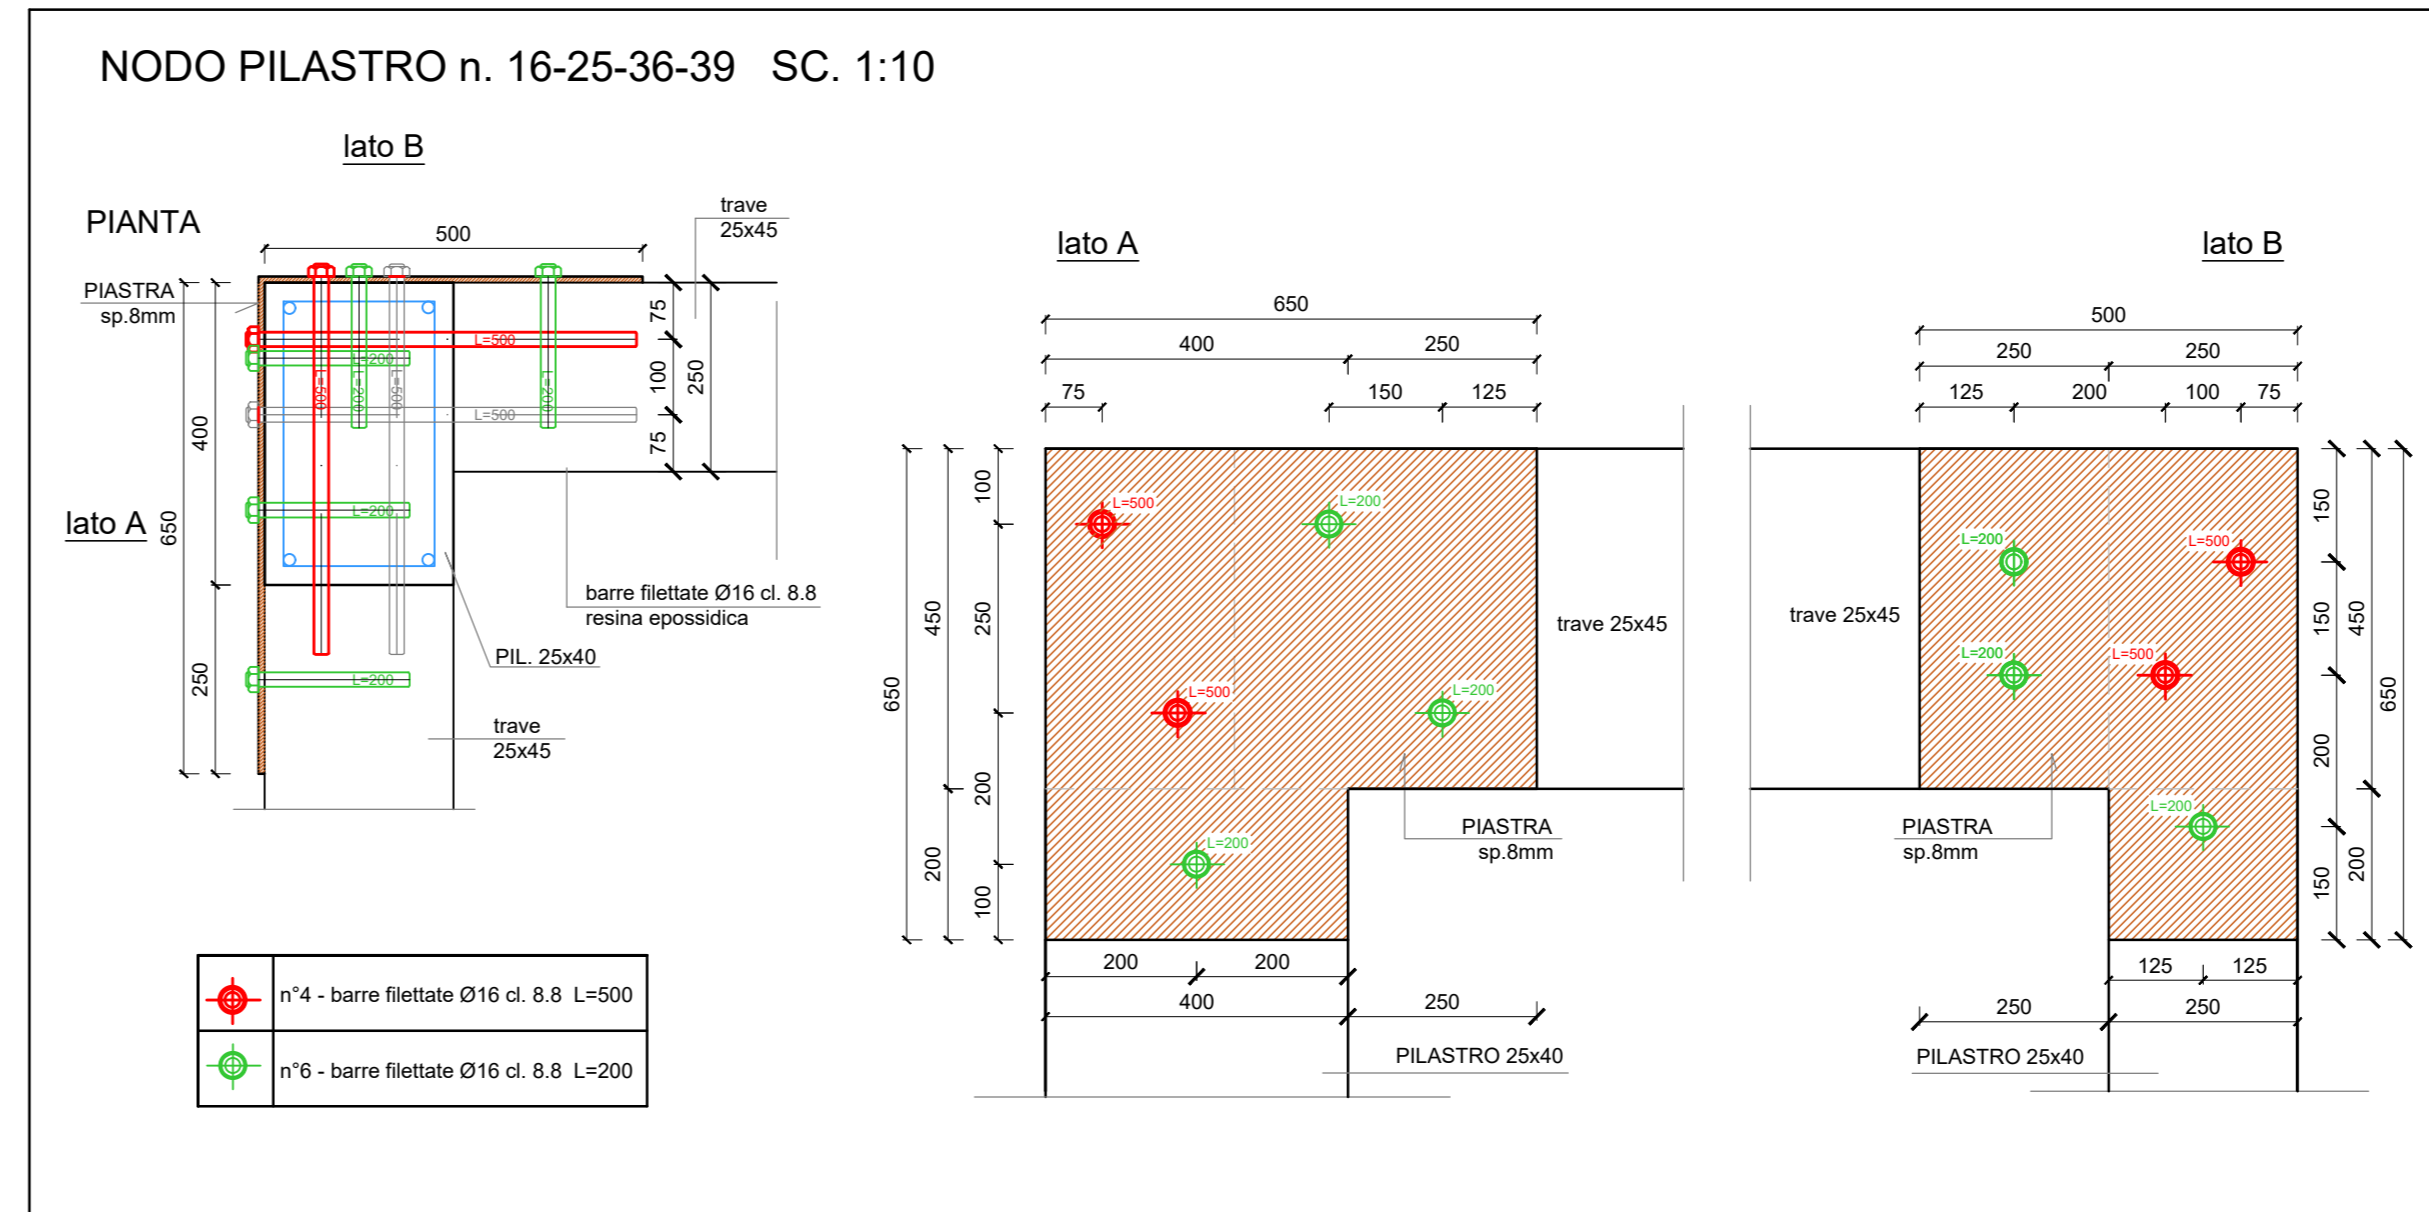 NODO PILASTRO n. 16-25-36-39 SC. 1:10
lato B
PIANTA
500
trave
25x45
PIASTRA
sp.8mm
75
100
250
75
L=500
L=200
L=500
L=200
L=500
L=200
L=500
L=200
L=200
400
650
250
lato A
barre filettate Ø16 cl. 8.8
resina epossidica
PIL. 25x40
trave
25x45
n°4 - barre filettate Ø16 cl. 8.8 L=500
n°6 - barre filettate Ø16 cl. 8.8 L=200
lato A
650
400 250
75 150 125
100
250
200
100
450
200
650
L=500 L=200
L=500 L=200
L=200
trave 25x45
PIASTRA
sp.8mm
200 200
400 250
PILASTRO 25x40
lato B
500
250 250
125 200 100 75
trave 25x45
L=200 L=500
L=200 L=500
L=200
150
150
200
150
450
200
650
PIASTRA
sp.8mm
125 125
250 250
PILASTRO 25x40